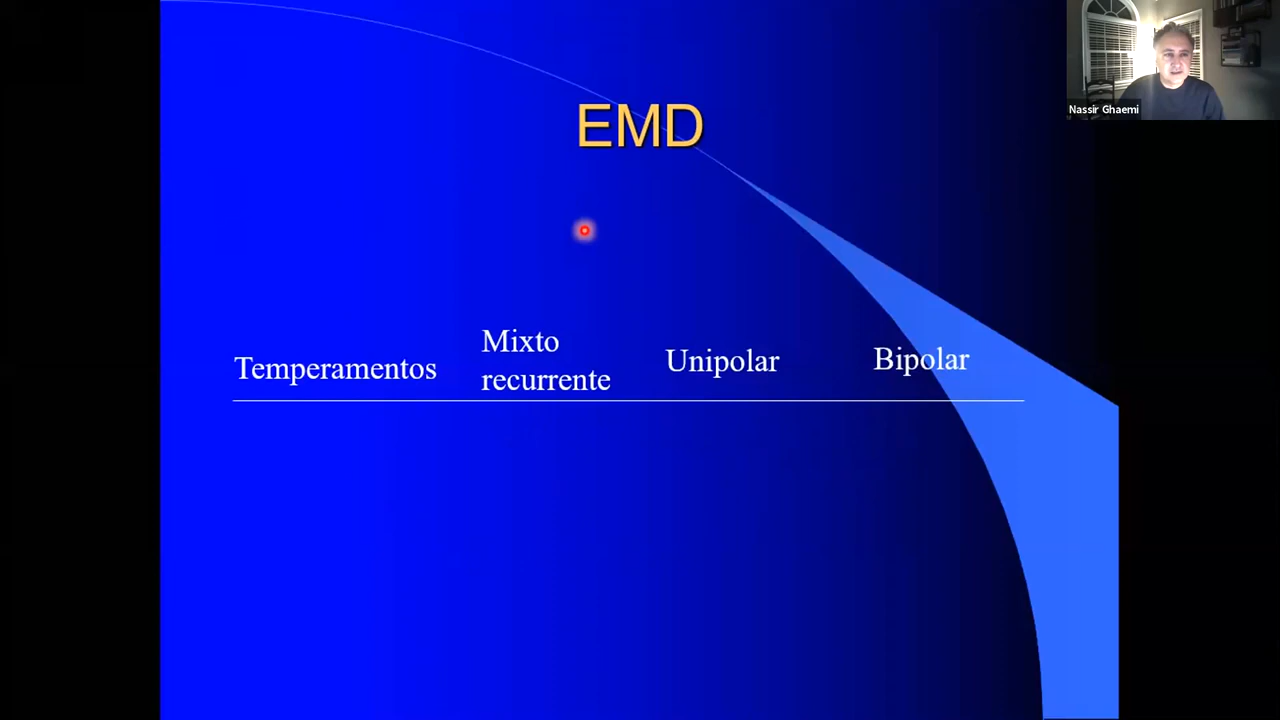 EMD
Nassir Ghaemi
Temperamentos
Mixto
recurrente
Unipolar
Bipolar